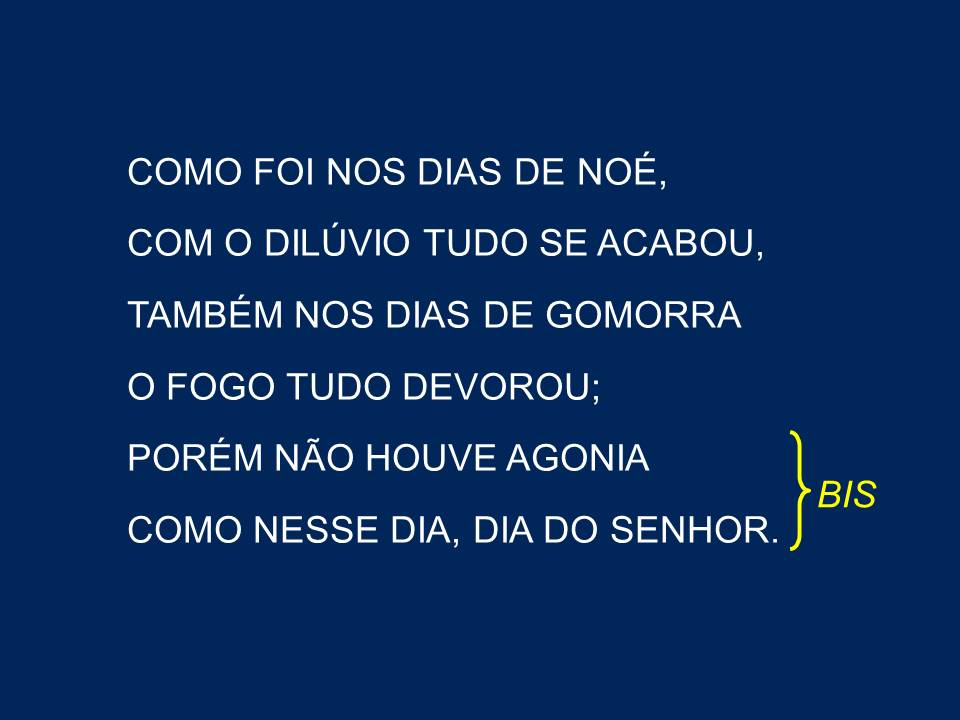 COMO FOI NOS DIAS DE NOÉ,
COM O DILÚVIO TUDO SE ACABOU,
TAMBÉM NOS DIAS DE GOMORRA
O FOGO TUDO DEVOROU;
PORÉM NÃO HOUVE AGONIA
COMO NESSE DIA, DIA DO SENHOR.
BIS